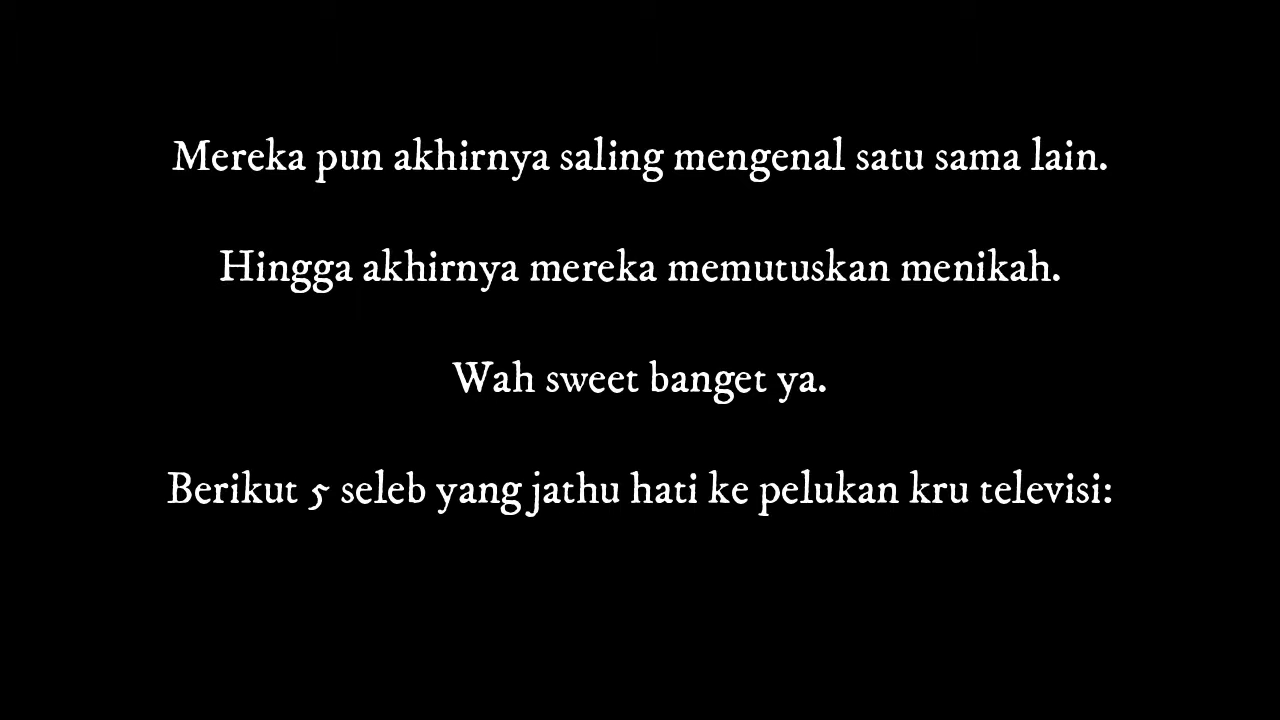 Mereka pun akhirnya saling mengenal satu sama lain.
Hingga akhirnya mereka memutuskan menikah.
Wah sweet banget ya.
Berikut 5 seleb yang jathu hati ke pelukan kru televisi: